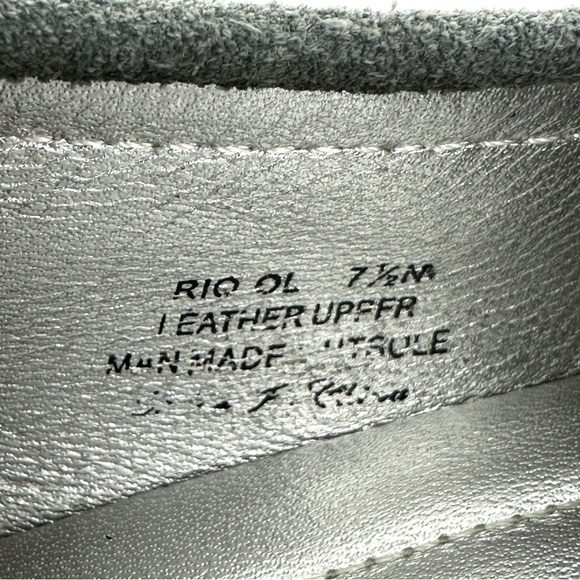 RIO OL 7½M
LEATHER UPPER
MAN MADE OUTSOLE